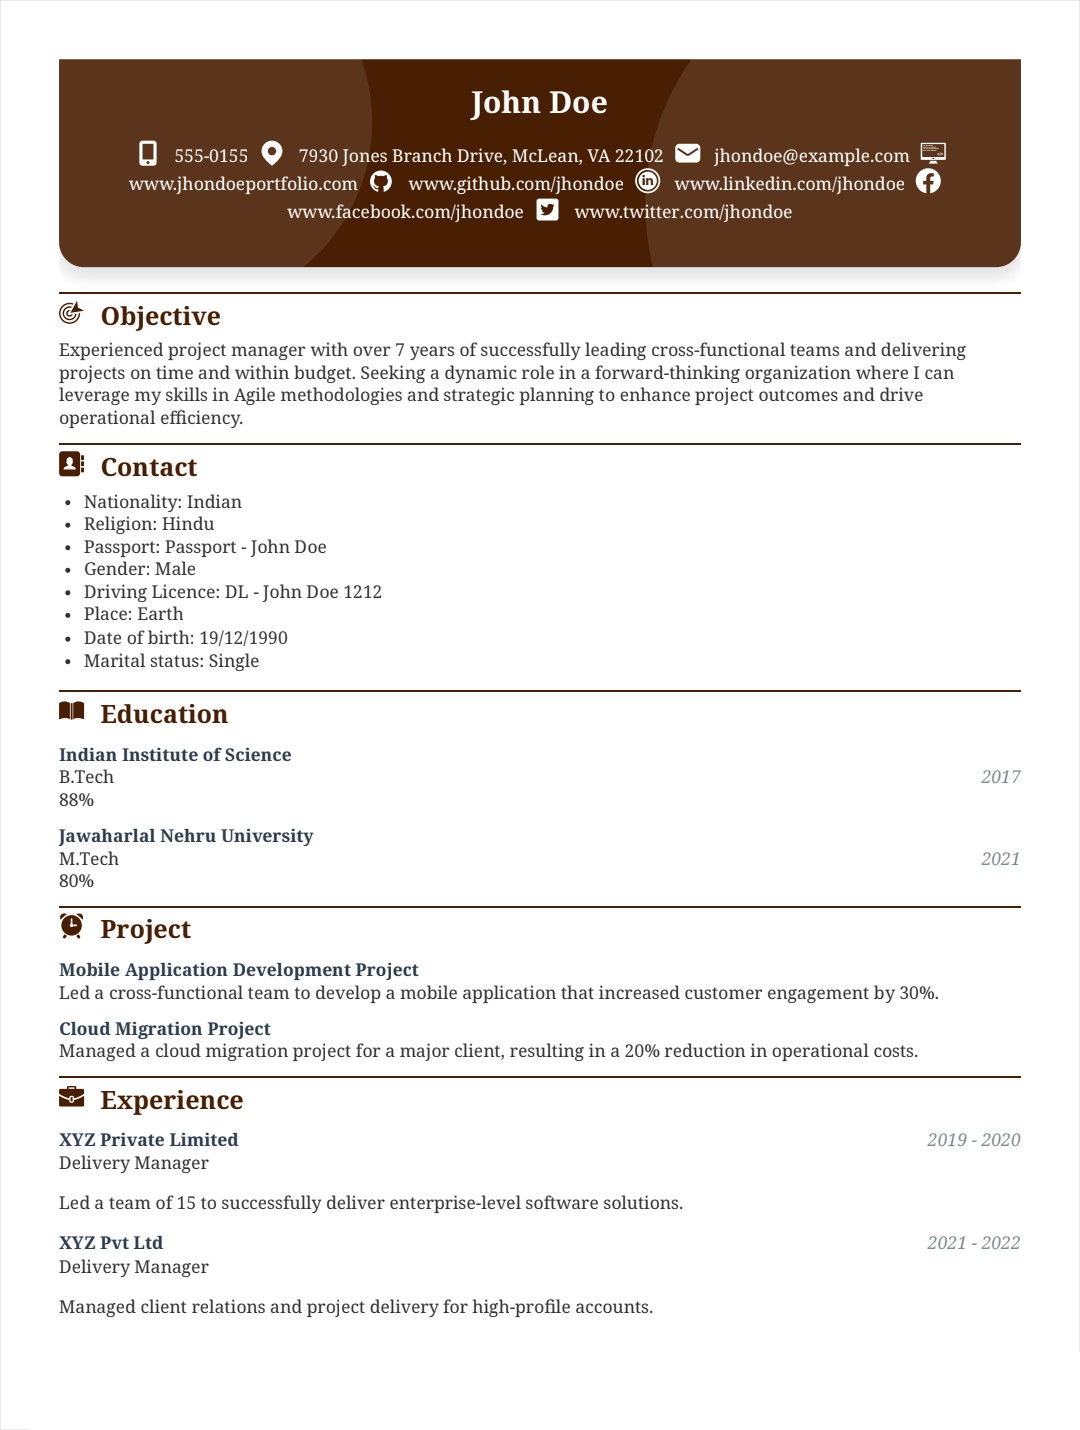 John Doe
555-0155 7930 Jones Branch Drive, McLean, VA 22102 jhondoe@example.com
www.jhondoeportfolio.com www.github.com/jhondoe www.linkedin.com/jhondoe
www.facebook.com/jhondoe www.twitter.com/jhondoe
Objective
Experienced project manager with over 7 years of successfully leading cross-functional teams and delivering
projects on time and within budget. Seeking a dynamic role in a forward-thinking organization where I can
leverage my skills in Agile methodologies and strategic planning to enhance project outcomes and drive
operational efficiency.
Contact
• Nationality: Indian
• Religion: Hindu
• Passport: Passport - John Doe
• Gender: Male
• Driving Licence: DL - John Doe 1212
• Place: Earth
• Date of birth: 19/12/1990
• Marital status: Single
Education
Indian Institute of Science
B.Tech 2017
88%
Jawaharlal Nehru University
M.Tech 2021
80%
Project
Mobile Application Development Project
Led a cross-functional team to develop a mobile application that increased customer engagement by 30%.
Cloud Migration Project
Managed a cloud migration project for a major client, resulting in a 20% reduction in operational costs.
Experience
XYZ Private Limited 2019 - 2020
Delivery Manager
Led a team of 15 to successfully deliver enterprise-level software solutions.
XYZ Pvt Ltd 2021 - 2022
Delivery Manager
Managed client relations and project delivery for high-profile accounts.